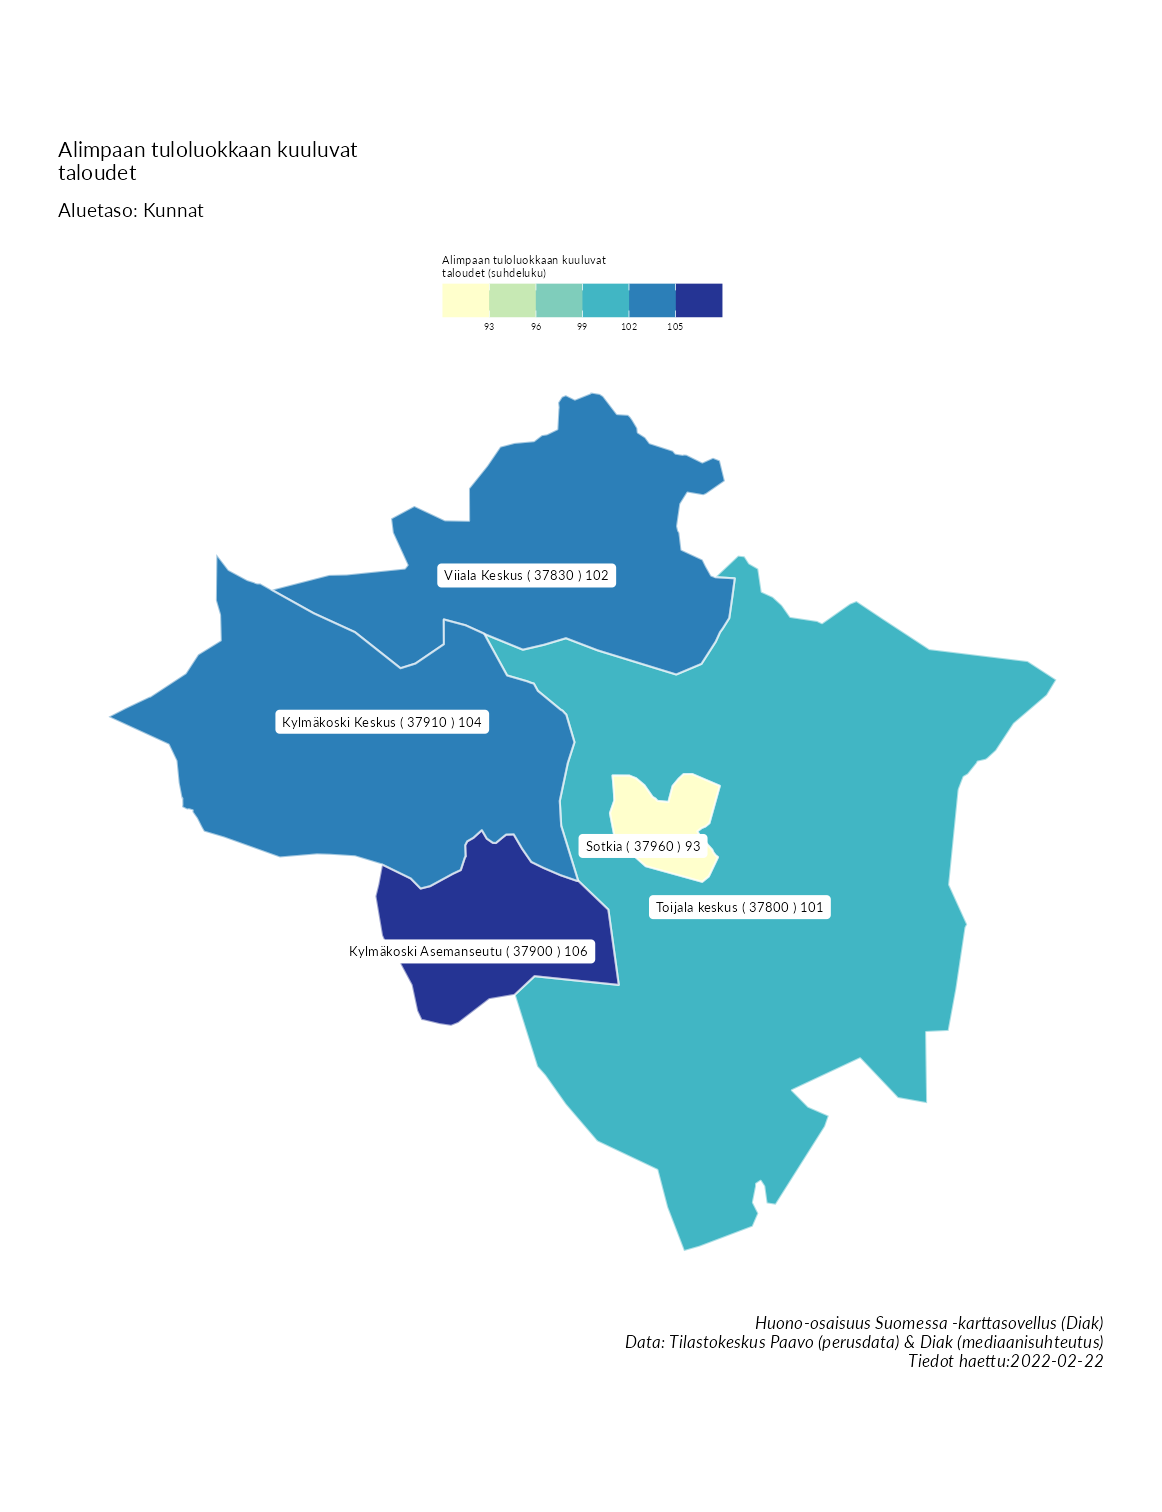 Alimpaan tuloluokkaan kuuluvat
taloudet
Aluetaso: Kunnat
Alimpaan tuloluokkaan kuuluvat
taloudet (suhdeluku)
93 96 99 102 105
Viiala Keskus ( 37830 ) 102
Kylmäkoski Keskus ( 37910 ) 104
Sotkia ( 37960 ) 93
Toijala keskus ( 37800 ) 101
Kylmäkoski Asemanseutu ( 37900 ) 106
Huono-osaisuus Suomessa -karttasovellus (Diak)
Data: Tilastokeskus Paavo (perusdata) & Diak (mediaanisuhteutus)
Tiedot haettu:2022-02-22